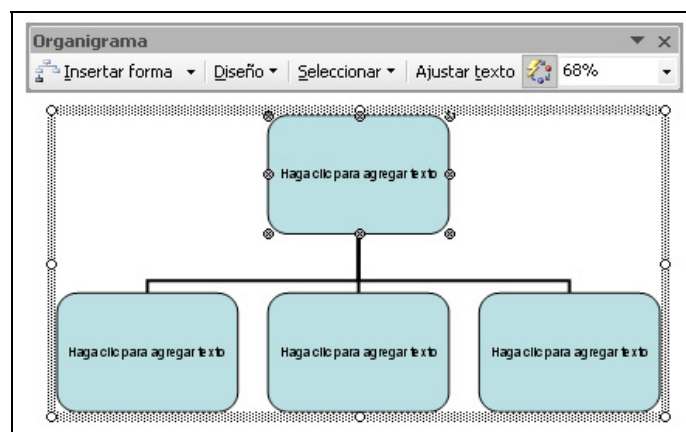 Organigrama
Insertar forma Diseño Seleccionar Ajustar texto 68%
Haga clic para agregar texto
Haga clic para agregar texto Haga clic para agregar texto Haga clic para agregar texto